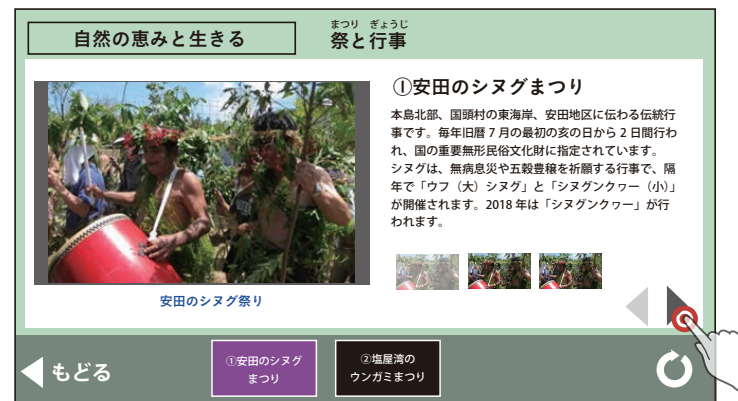 自然の恵みと生きる
まつり ぎょうじ
祭と行事
①安田のシヌグまつり
本島北部、国頭村の東海岸、安田地区に伝わる伝統行
事です。毎年旧暦7月の最初の亥の日から2日間行わ
れ、国の重要無形民俗文化財に指定されています。
シヌグは、無病息災や五穀豊穣を祈願する行事で、隔
年で「ウフ（大）シヌグ」と「シヌグンクヮー（小）」
が開催されます。2018年は「シヌグンクヮー」が行
われます。
安田のシヌグ祭り
もどる
①安田のシヌグ
まつり
②塩屋湾の
ウンガミまつり